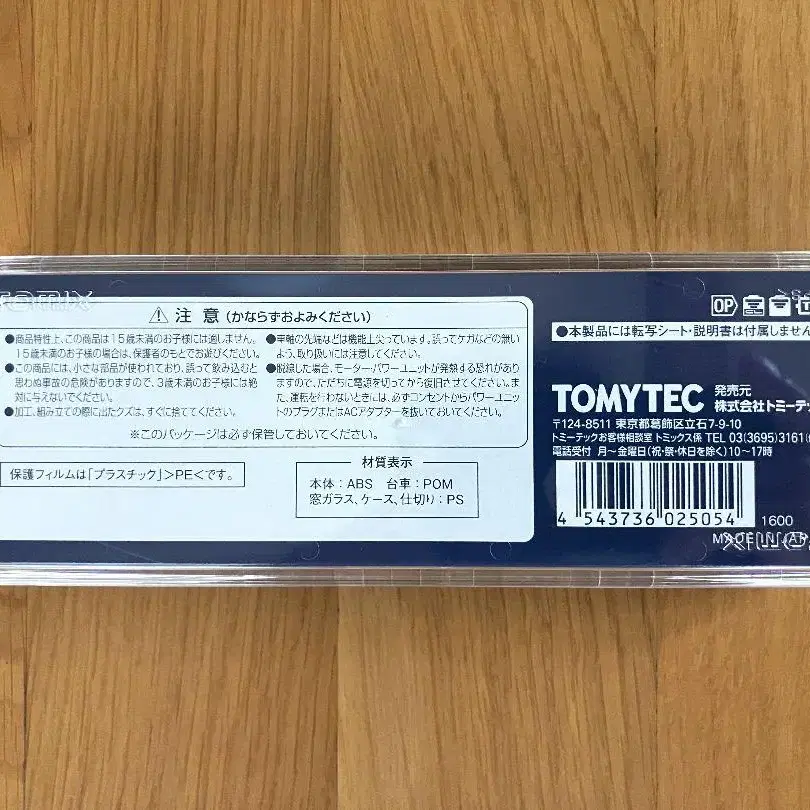 TOMIX
⚠ 注 意 (かならずおよみください)
●商品特性上、この商品は15歳未満のお子様には適しません。
15歳未満のお子様の場合は、保護者のもとでお遊びください。
●この商品には、小さな部品が使われており、誤って飲み込むと
思わぬ事故の危険がありますので、3歳未満のお子様には絶
対に与えないでください。
●加工、組み立ての際に出たクズは、すぐに捨ててください。
●車軸の先端などは機能上尖っています。誤ってケガなどの無い
よう、取り扱いには注意してください。
●脱線した場合、モーター・パワーユニットが発熱する恐れがあり
ますので、ただちに電源を切ってから復旧させてください。ま
た、運転を行わないときには、必ずコンセントからパワーユニッ
トのプラグまたはACアダプターを抜いておいてください。
※このパッケージは必ず保管しておいてください。
保護フィルムは「プラスチック」>PE<です。
材質表示
本体:ABS 台車:POM
窓ガラス、ケース、仕切り:PS
OP
●本製品には転写シート・説明書は付属しません
TOMYTEC 発売元
株式会社トミーテッ
〒124-8511 東京都葛飾区立石7-9-10
トミーテックお客様相談室 トミックス係 TEL 03(3695)3161
電話受付 月〜金曜日(祝・祭・休日を除く)10〜17時
4 543736 025054
1600
MADE IN JAPA
TOMIX